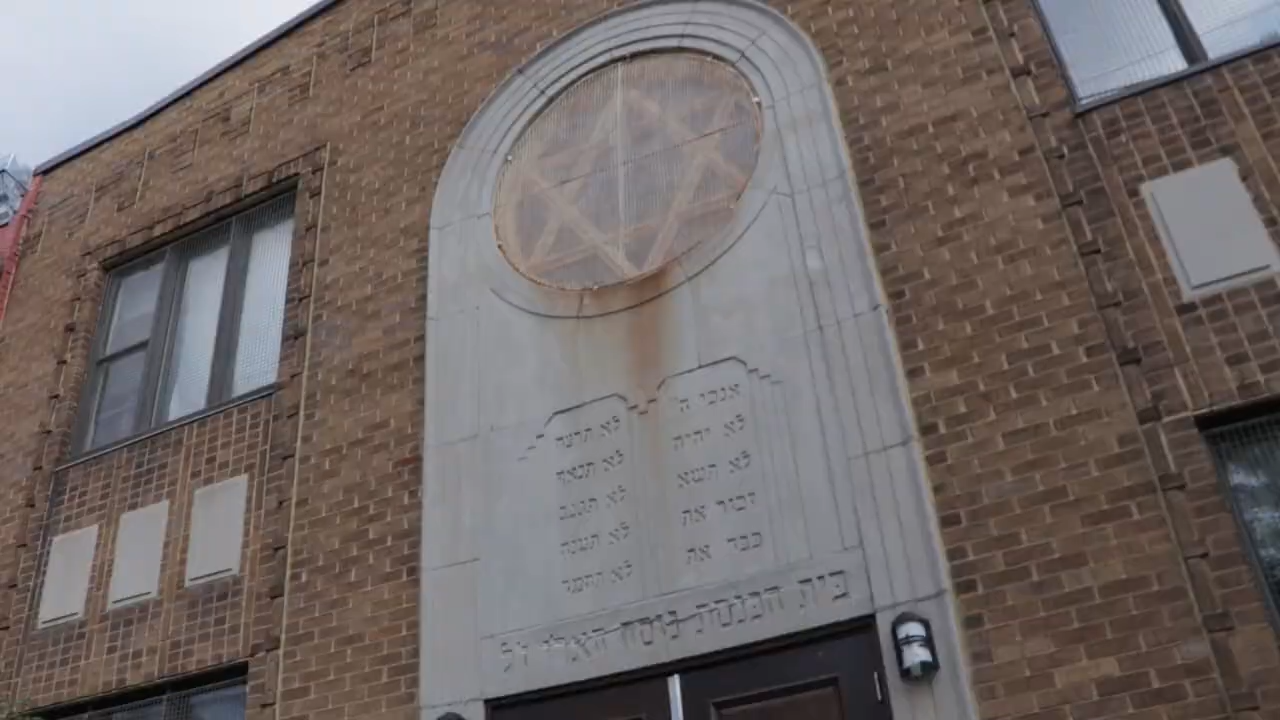 אנכי ה'
לא יהיה
לא תשא
זכור את
כבד את
לא תרצח
לא תנאף
לא תגנב
לא תענה
לא תחמד
בית הכנסת נוסח הארי ז"ל